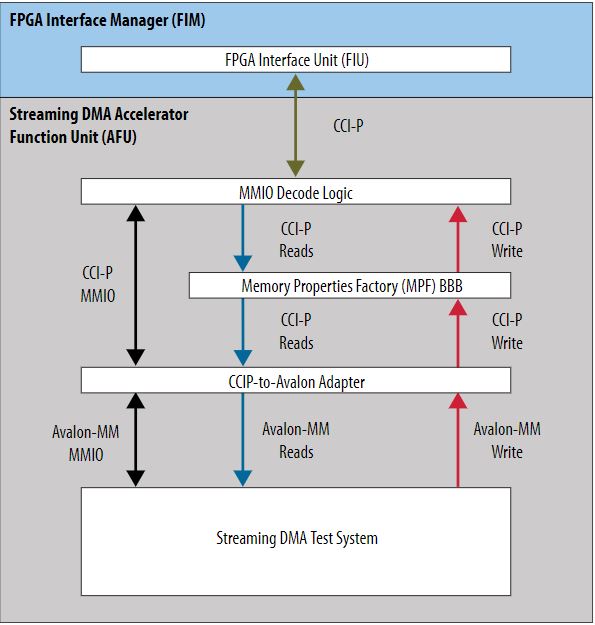 FPGA Interface Manager (FIM)
FPGA Interface Unit (FIU)
Streaming DMA Accelerator
Function Unit (AFU)
CCI-P
MMIO Decode Logic
CCI-P
MMIO
CCI-P
Reads
CCI-P
Write
Memory Properties Factory (MPF) BBB
CCI-P
Reads
CCI-P
Write
CCIP-to-Avalon Adapter
Avalon-MM
MMIO
Avalon-MM
Reads
Avalon-MM
Write
Streaming DMA Test System